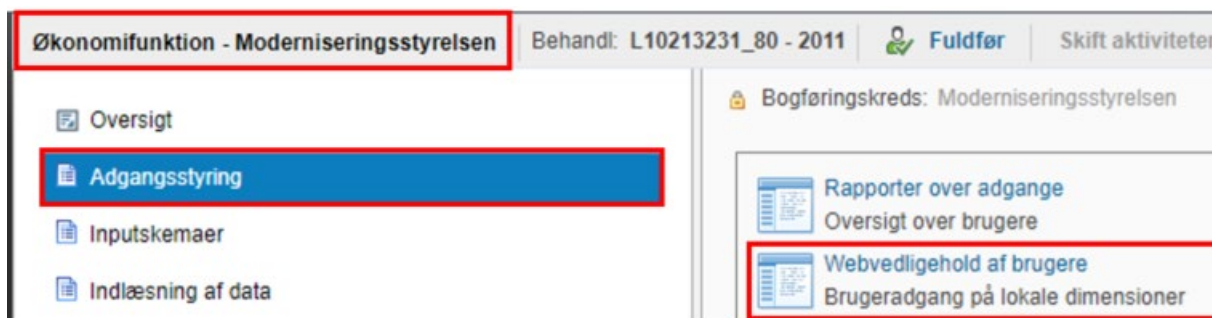 Økonomifunktion - Moderniseringsstyrelsen Behandl: L10213231_80 - 2011 Fuldfør Skift aktiviteter
Oversigt
Adgangsstyring
Inputskemaer
Indlæsning af data
Bogføringskreds: Moderniseringsstyrelsen
Rapporter over adgange
Oversigt over brugere
Webvedligehold af brugere
Brugeradgang på lokale dimensioner